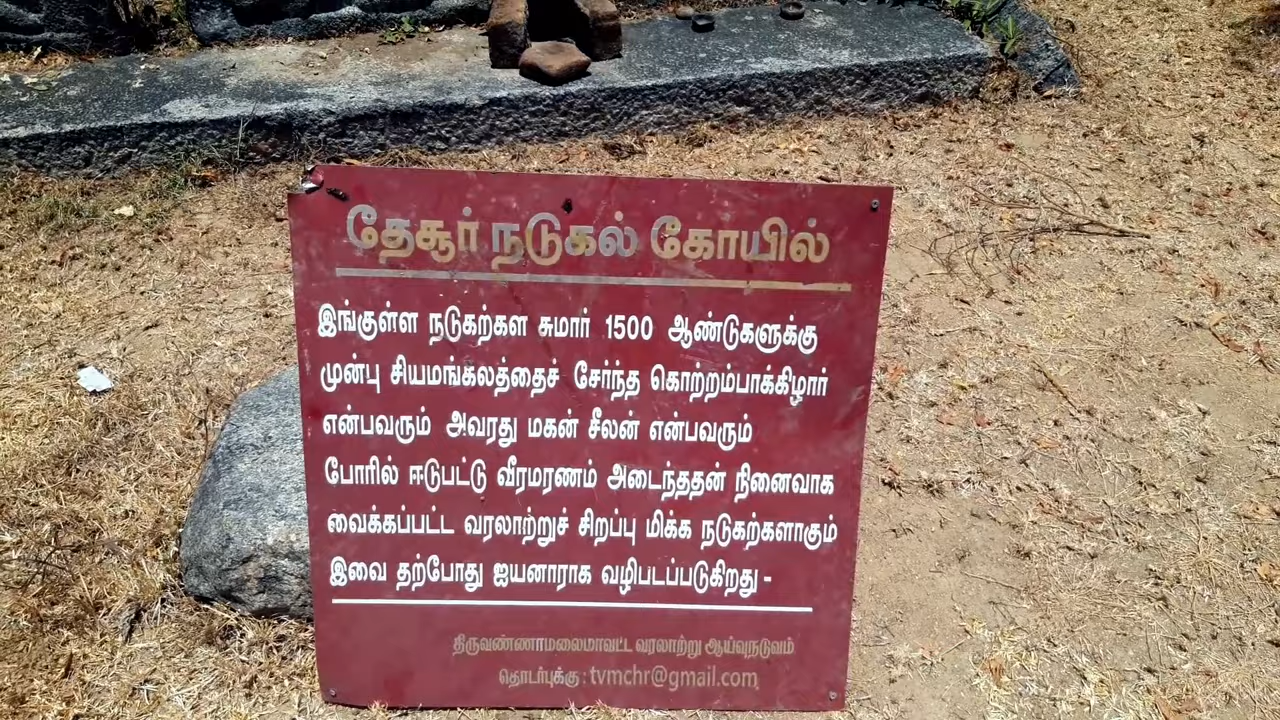 தேசூர் நடுகல் கோயில்
இங்குள்ள நடுகற்கள சுமார் 1500 ஆண்டுகளுக்கு
முன்பு சியமங்கலத்தைச் சேர்ந்த கொற்றம்பாக்கிழார்
என்பவரும் அவரது மகன் சீலன் என்பவரும்
போரில் ஈடுபட்டு வீரமரணம் அடைந்ததன் நினைவாக
வைக்கப்பட்ட வரலாற்றுச் சிறப்பு மிக்க நடுகற்களாகும்
இவை தற்போது ஐயனாராக வழிபடப்படுகிறது -
திருவண்ணாமலைமாவட்ட வரலாற்று ஆய்வுநடுவம்
தொடர்புக்கு : tvmchr@gmail.com